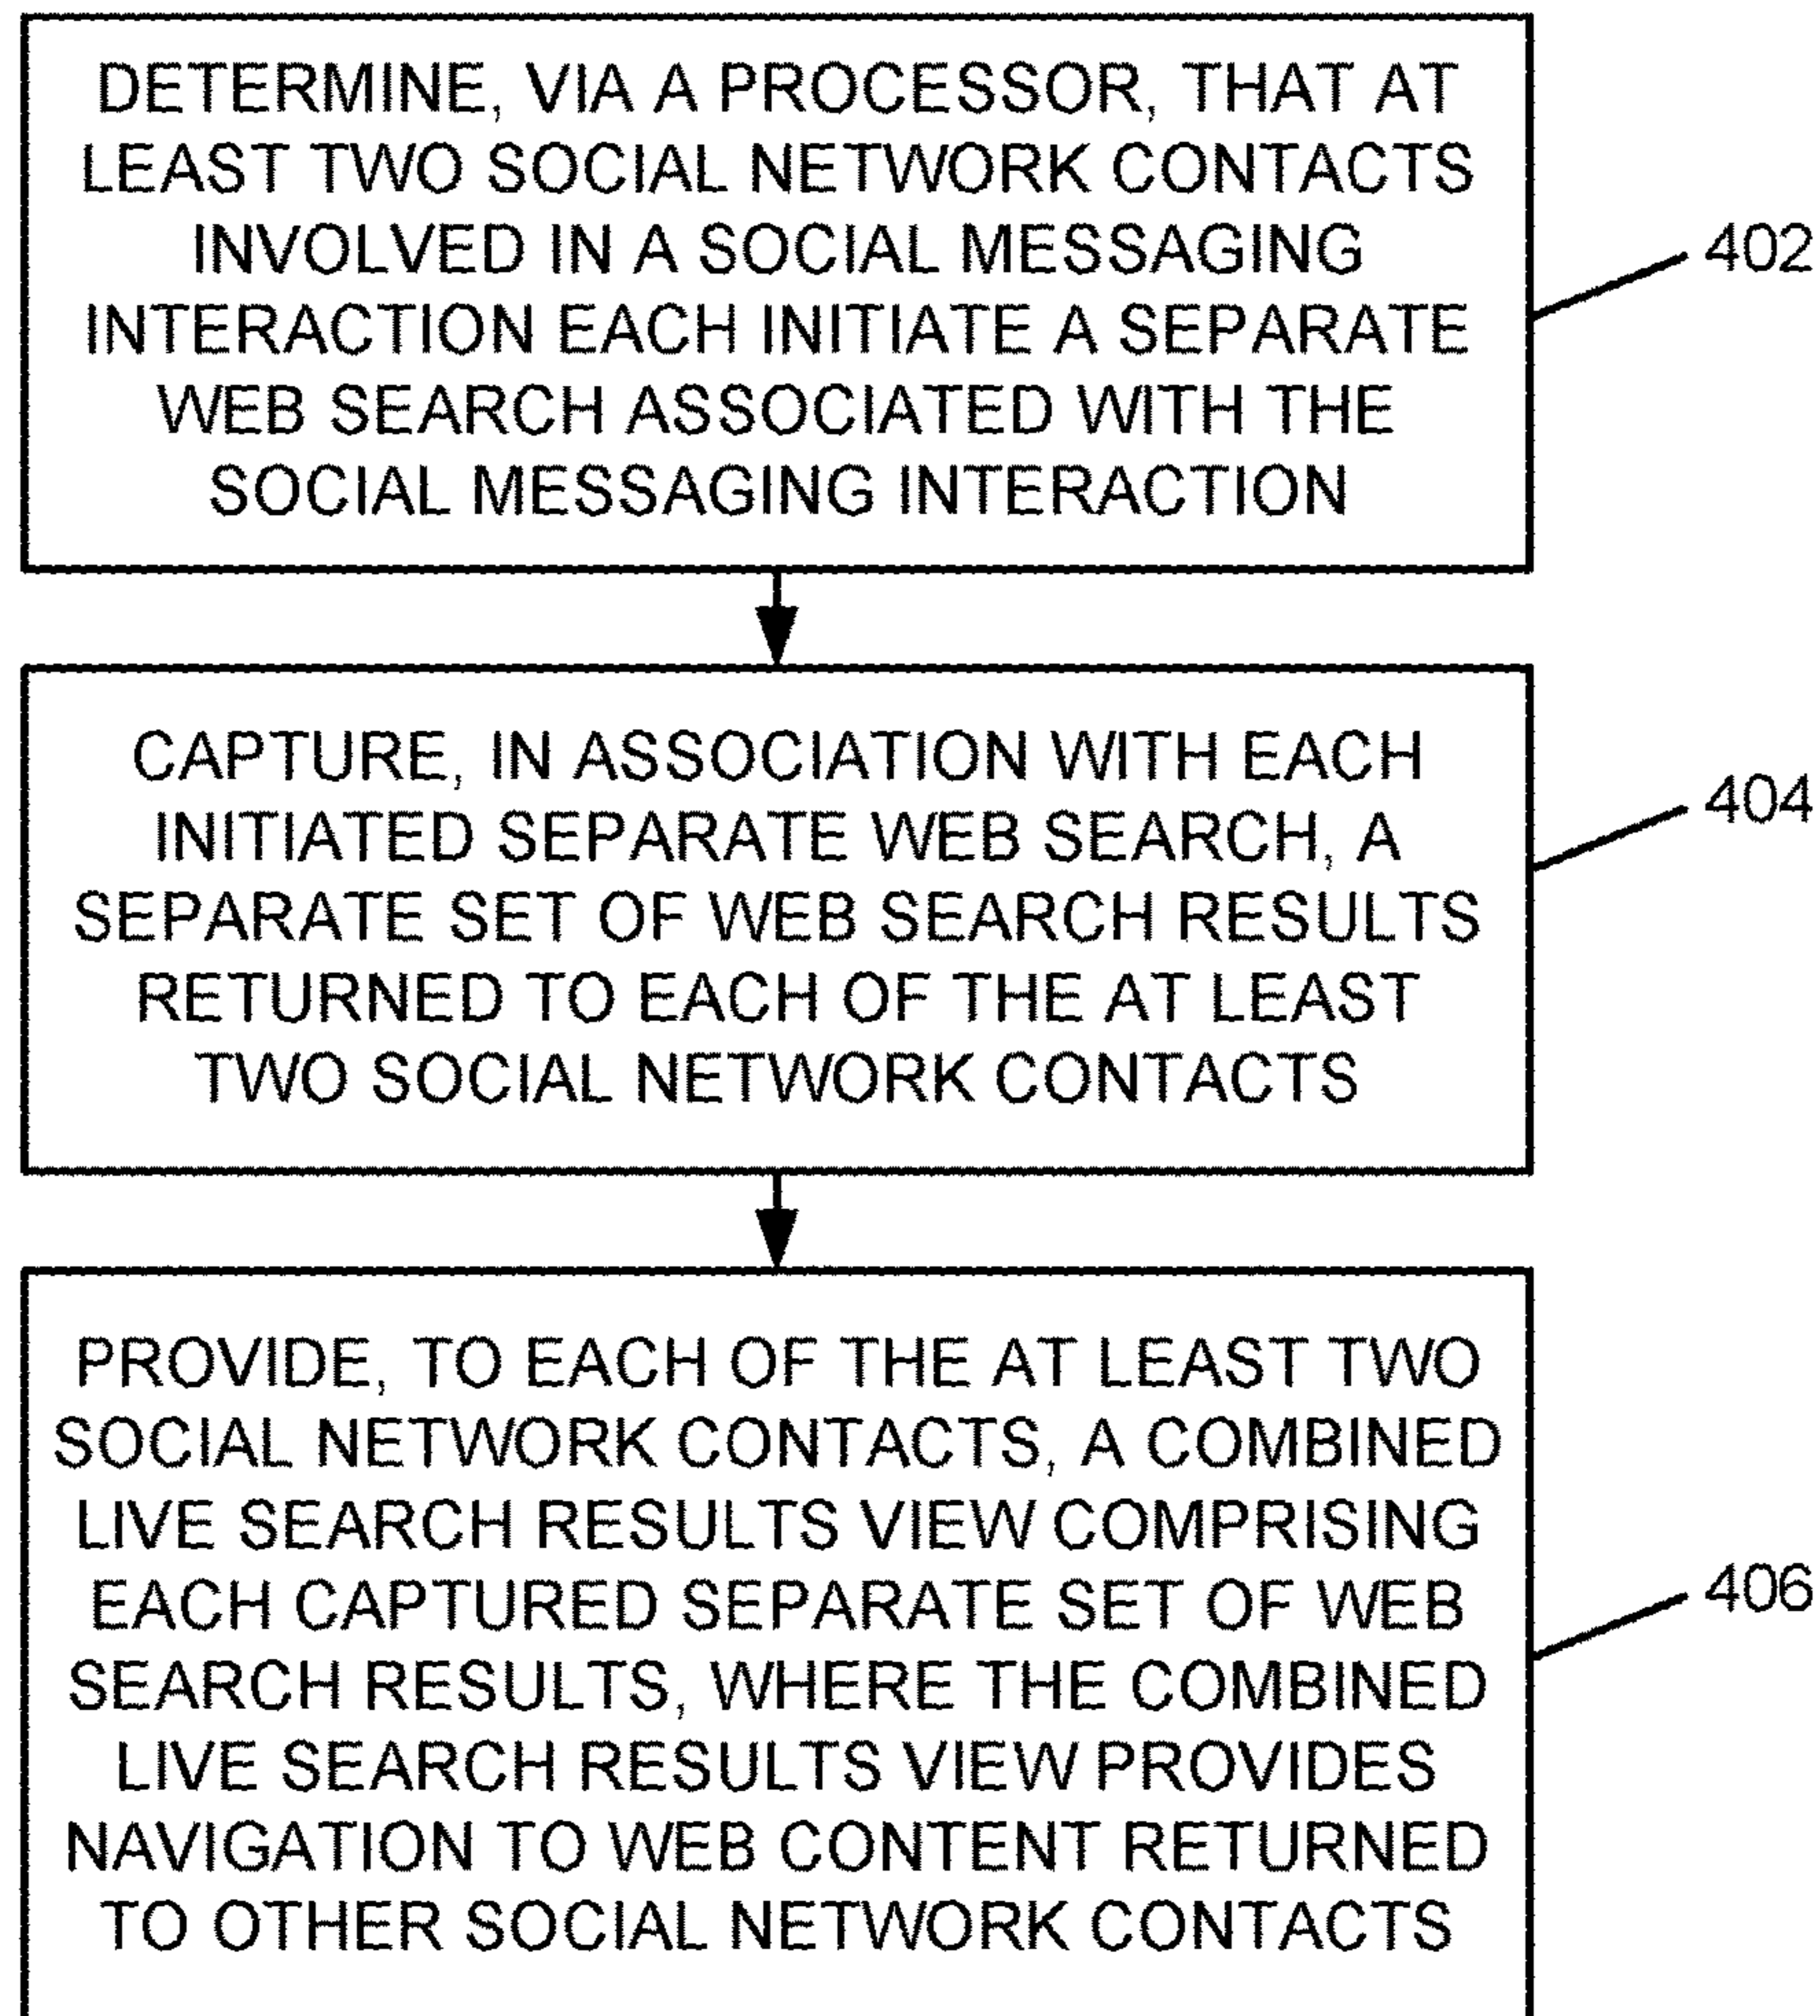 DETERMINE, VIA A PROCESSOR, THAT AT
LEAST TWO SOCIAL NETWORK CONTACTS
INVOLVED IN A SOCIAL MESSAGING
INTERACTION EACH INITIATE A SEPARATE
WEB SEARCH ASSOCIATED WITH THE
SOCIAL MESSAGING INTERACTION
402
CAPTURE, IN ASSOCIATION WITH EACH
INITIATED SEPARATE WEB SEARCH, A
SEPARATE SET OF WEB SEARCH RESULTS
RETURNED TO EACH OF THE AT LEAST
TWO SOCIAL NETWORK CONTACTS
404
PROVIDE, TO EACH OF THE AT LEAST TWO
SOCIAL NETWORK CONTACTS, A COMBINED
LIVE SEARCH RESULTS VIEW COMPRISING
EACH CAPTURED SEPARATE SET OF WEB
SEARCH RESULTS, WHERE THE COMBINED
LIVE SEARCH RESULTS VIEW PROVIDES
NAVIGATION TO WEB CONTENT RETURNED
TO OTHER SOCIAL NETWORK CONTACTS
406